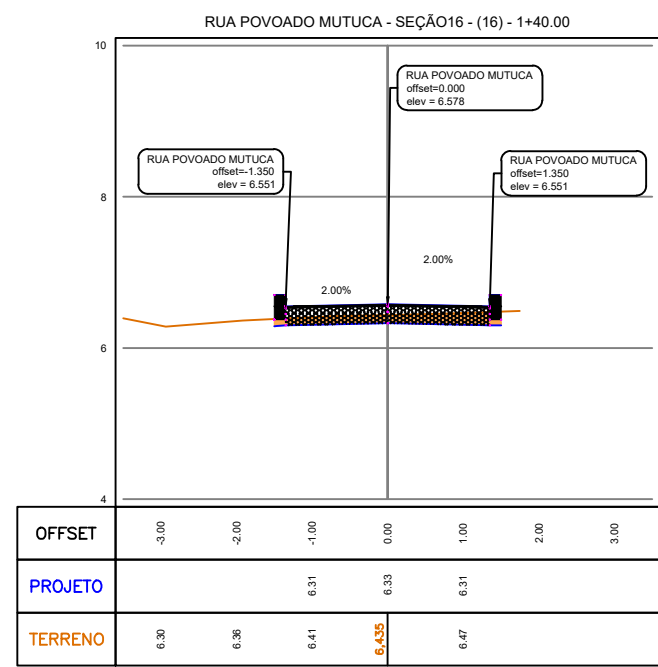 RUA POVOADO MUTUCA - SEÇÃO16 - (16) - 1+40.00
10
RUA POVOADO MUTUCA
offset=0.000
elev = 6.578
RUA POVOADO MUTUCA
offset=-1.350
elev = 6.551
RUA POVOADO MUTUCA
offset=1.350
elev = 6.551
8
2.00%
2.00%
6
4
OFFSET -3.00 -2.00 -1.00 0.00 1.00 2.00 3.00
PROJETO 6.31 6.33 6.31
TERRENO 6.30 6.36 6.41 6,435 6.47